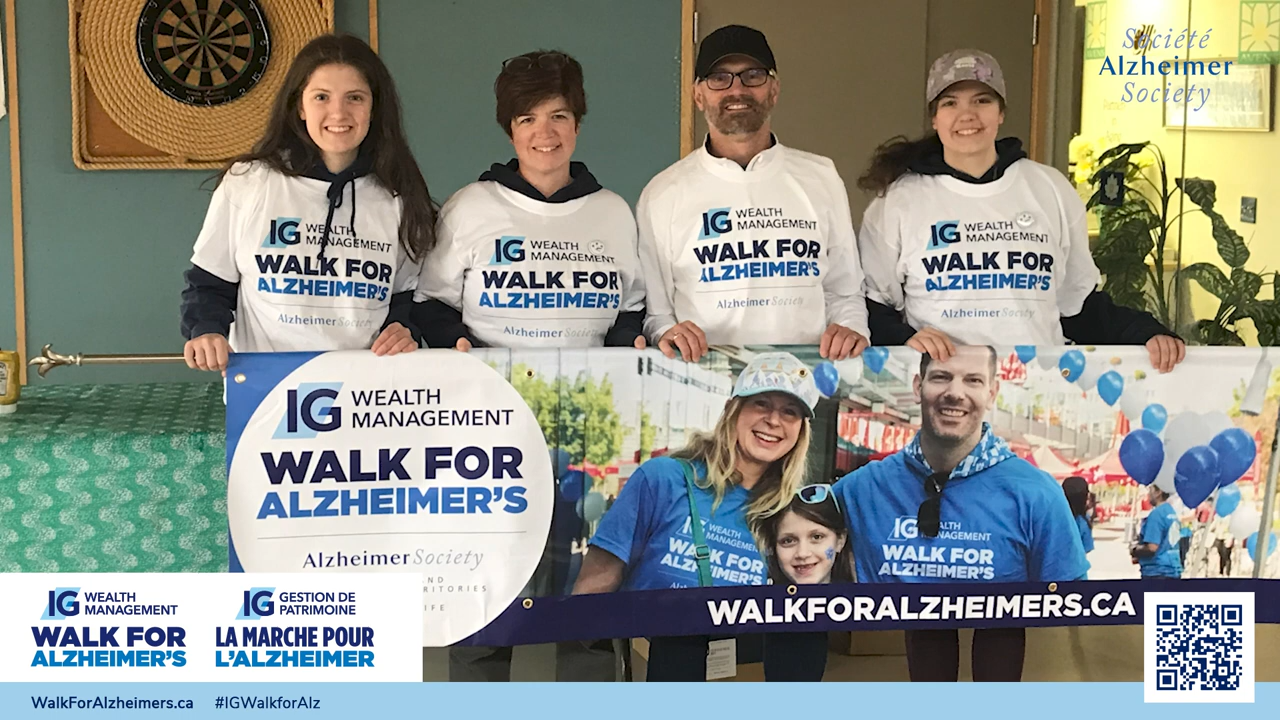 Société
Alzheimer
Society
IG WEALTH
MANAGEMENT
WALK FOR
ALZHEIMER'S
Alzheimer Society
IG WEALTH
MANAGEMENT
WALK FOR
ALZHEIMER'S
Alzheimer Society
IG WEALTH
MANAGEMENT
WALK FOR
ALZHEIMER'S
Alzheimer Society
IG WEALTH
MANAGEMENT
WALK FOR
ALZHEIMER'S
Alzheimer Society
IG WEALTH
MANAGEMENT
WALK FOR
ALZHEIMER'S
Alzheimer Society
IG WEALTH
WALK FOR
ALZHEIMER'S
IG WEALTH
MANAGEMENT
WALK FOR
ALZHEIMER'S
WALKFORALZHEIMERS.CA
IG WEALTH
MANAGEMENT
WALK FOR
ALZHEIMER'S
IG GESTION DE
PATRIMOINE
LA MARCHE POUR
L'ALZHEIMER
WalkForAlzheimers.ca #IGWalkforAlz